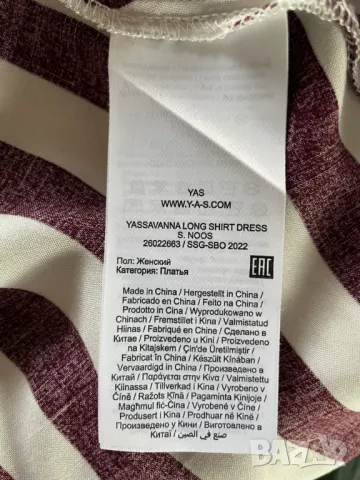 YAS
WWW.Y-A-S.COM
YASSAVANNA LONG SHIRT DRESS
S. NOOS
26022663 / SSG-SBO 2022
Пол: Женский
Категория: Платья
EAC
Made in China / Hergestellt in China /
Fabricado en China / Feito na China /
Prodotto in China / Wyprodukowano w
Chinach / Fremstillet i Kina / Valmistatud
Hiinas / Fabriqué en Chine / Сделано в
Китае / Proizvedeno u Kini / Proizvedeno
na Kitajskem / Çin'de Üretilmiştir /
Fabricat în China / Készült Kínában /
Vervaardigd in China / Произведено в
Китай / Παράγεται στην Κίνα / Valmistettu
Kiinassa / Tillverkad i Kina / Vyrobeno v
Číně / Ražots Ķīnā / Pagaminta Kinijoje /
Magħmul fiċ-Ċina / Vyrobené v Číne /
Produsert i Kina / Prodhuar në Kinë /
Произведено у Кини / Виготовлено в
Китаї / صنع في الصين
BAZAR